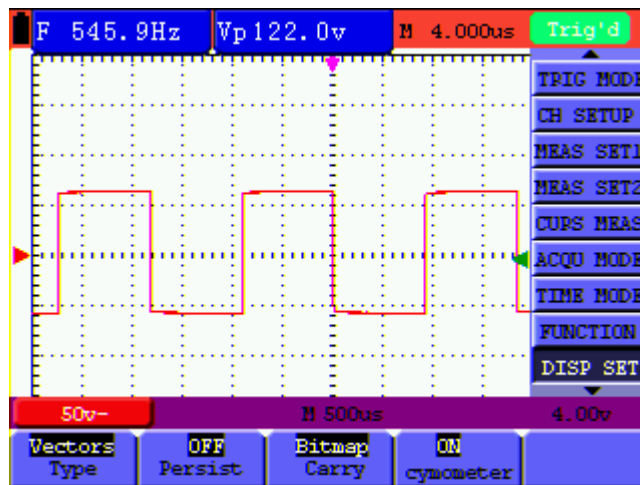 F 545.9Hz Vp122.0v M 4.000us Trig'd
TRIG MODE
CH SETUP
MEAS SET1
MEAS SET2
CUPS MEAS
ACQU MODE
TIME MODE
FUNCTION
DISP SET
50v- M 500us 4.00v
Vectors OFF Bitmap ON
Type Persist Carry cymometer